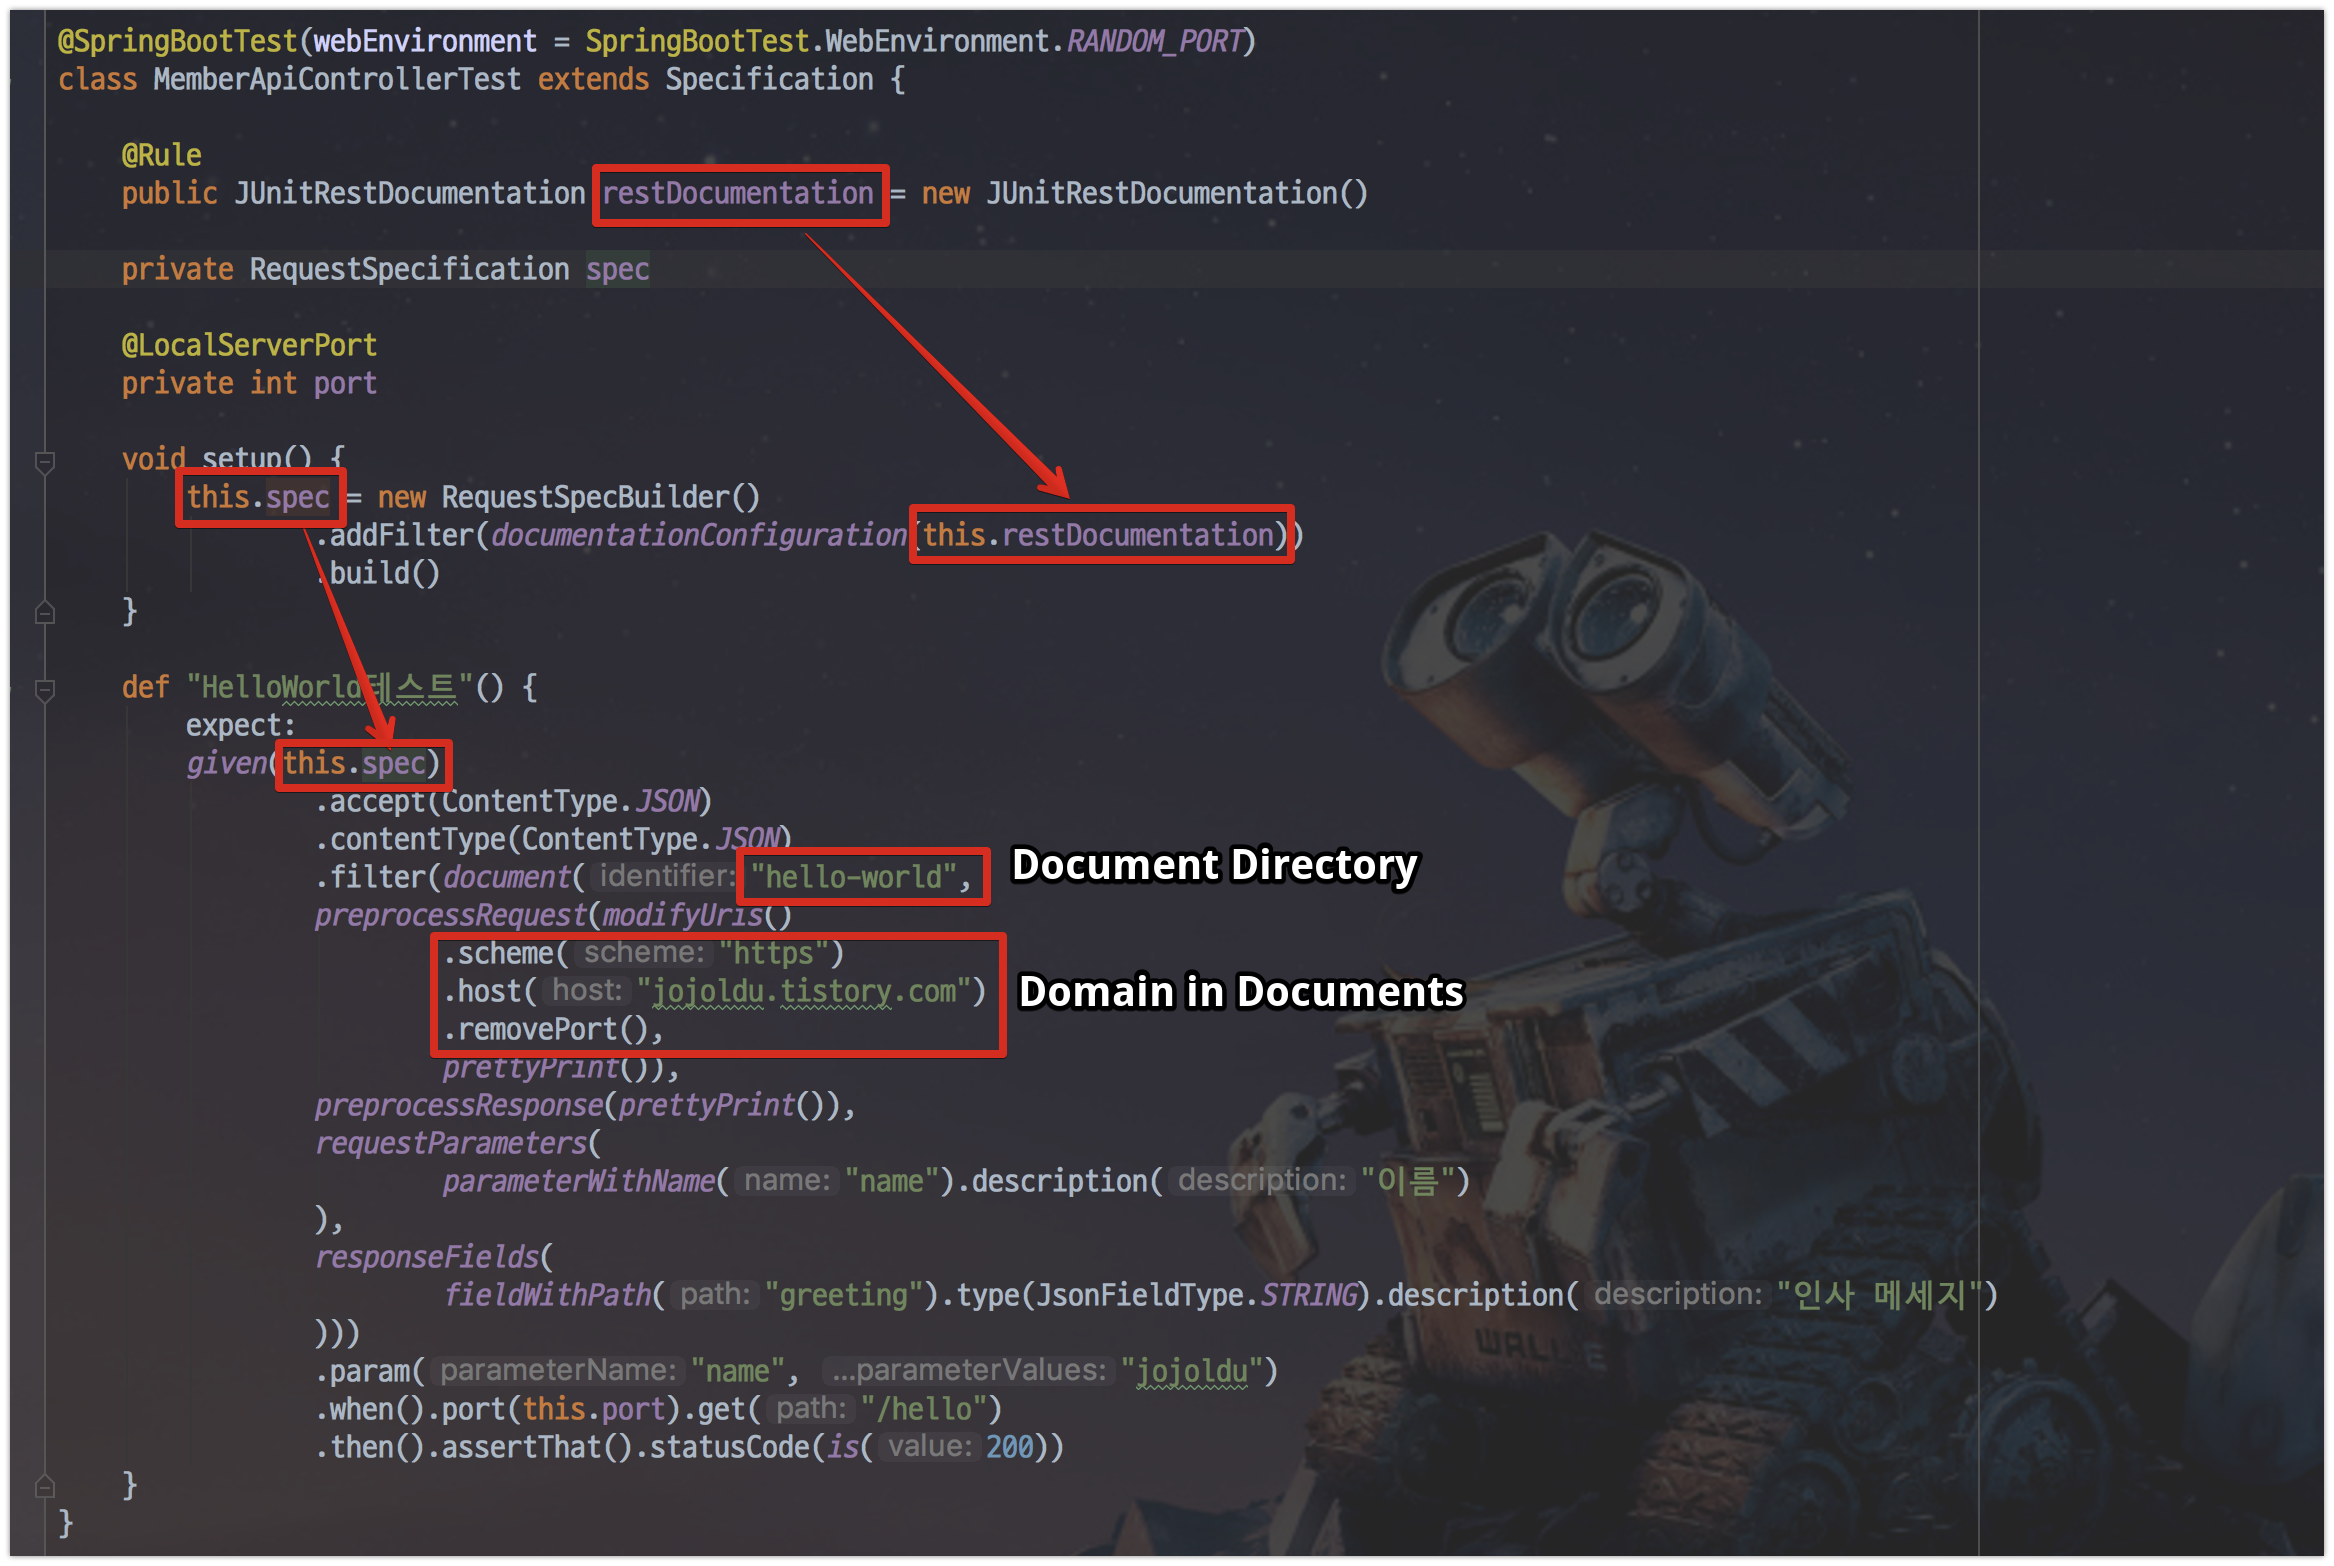 @SpringBootTest(webEnvironment = SpringBootTest.WebEnvironment.RANDOM_PORT)
class MemberApiControllerTest extends Specification {
@Rule
public JUnitRestDocumentation restDocumentation = new JUnitRestDocumentation()
private RequestSpecification spec
@LocalServerPort
private int port
void setup() {
this.spec = new RequestSpecBuilder()
.addFilter(documentationConfiguration(this.restDocumentation))
.build()
}
def "HelloWorld테스트"() {
expect:
given(this.spec)
.accept(ContentType.JSON)
.contentType(ContentType.JSON)
.filter(document( identifier: "hello-world", Document Directory
preprocessRequest(modifyUris()
.scheme( scheme: "https")
.host( host: "jojoldu.tistory.com") Domain in Documents
.removePort(),
prettyPrint()),
preprocessResponse(prettyPrint()),
requestParameters(
parameterWithName( name: "name").description( description: "이름")
),
responseFields(
fieldWithPath( path: "greeting").type(JsonFieldType.STRING).description( description: "인사 메세지")
)))
.param( parameterName: "name", ...parameterValues: "jojoldu")
.when().port(this.port).get( path: "/hello")
.then().assertThat().statusCode(is( value: 200))
}
}
WALL